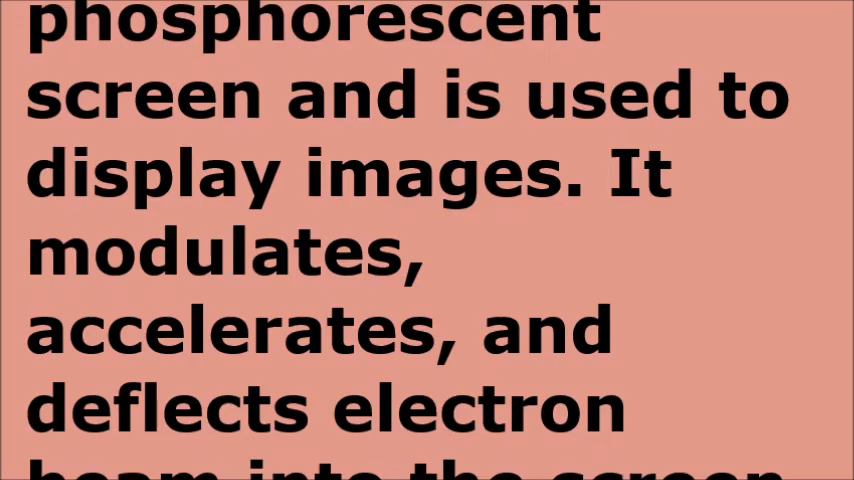 phosphorescent
screen and is used to
display images. It
modulates,
accelerates, and
deflects electron
beam into the screen